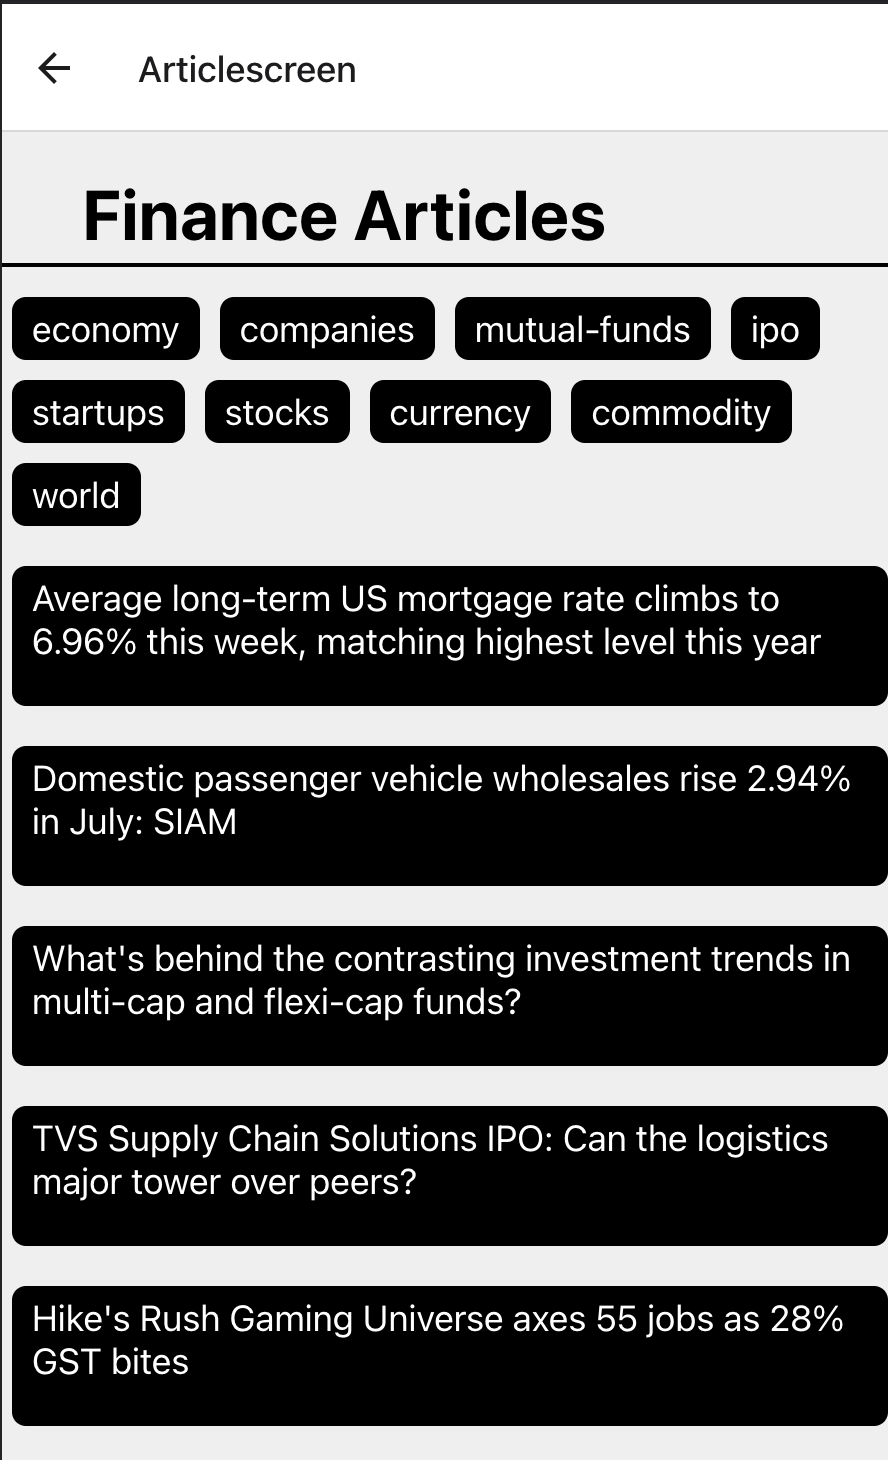 Articlescreen
Finance Articles
economy companies mutual-funds ipo
startups stocks currency commodity
world
Average long-term US mortgage rate climbs to
6.96% this week, matching highest level this year
Domestic passenger vehicle wholesales rise 2.94%
in July: SIAM
What's behind the contrasting investment trends in
multi-cap and flexi-cap funds?
TVS Supply Chain Solutions IPO: Can the logistics
major tower over peers?
Hike's Rush Gaming Universe axes 55 jobs as 28%
GST bites